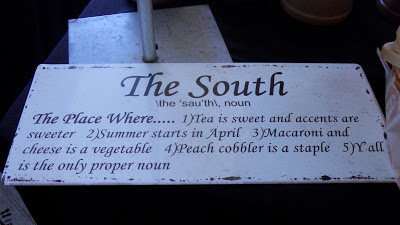 The South
\the 'sau'th\, noun
The Place Where..... 1)Tea is sweet and accents are
sweeter 2)Summer starts in April 3)Macaroni and
cheese is a vegetable 4)Peach cobbler is a staple 5)Y'all
is the only proper noun